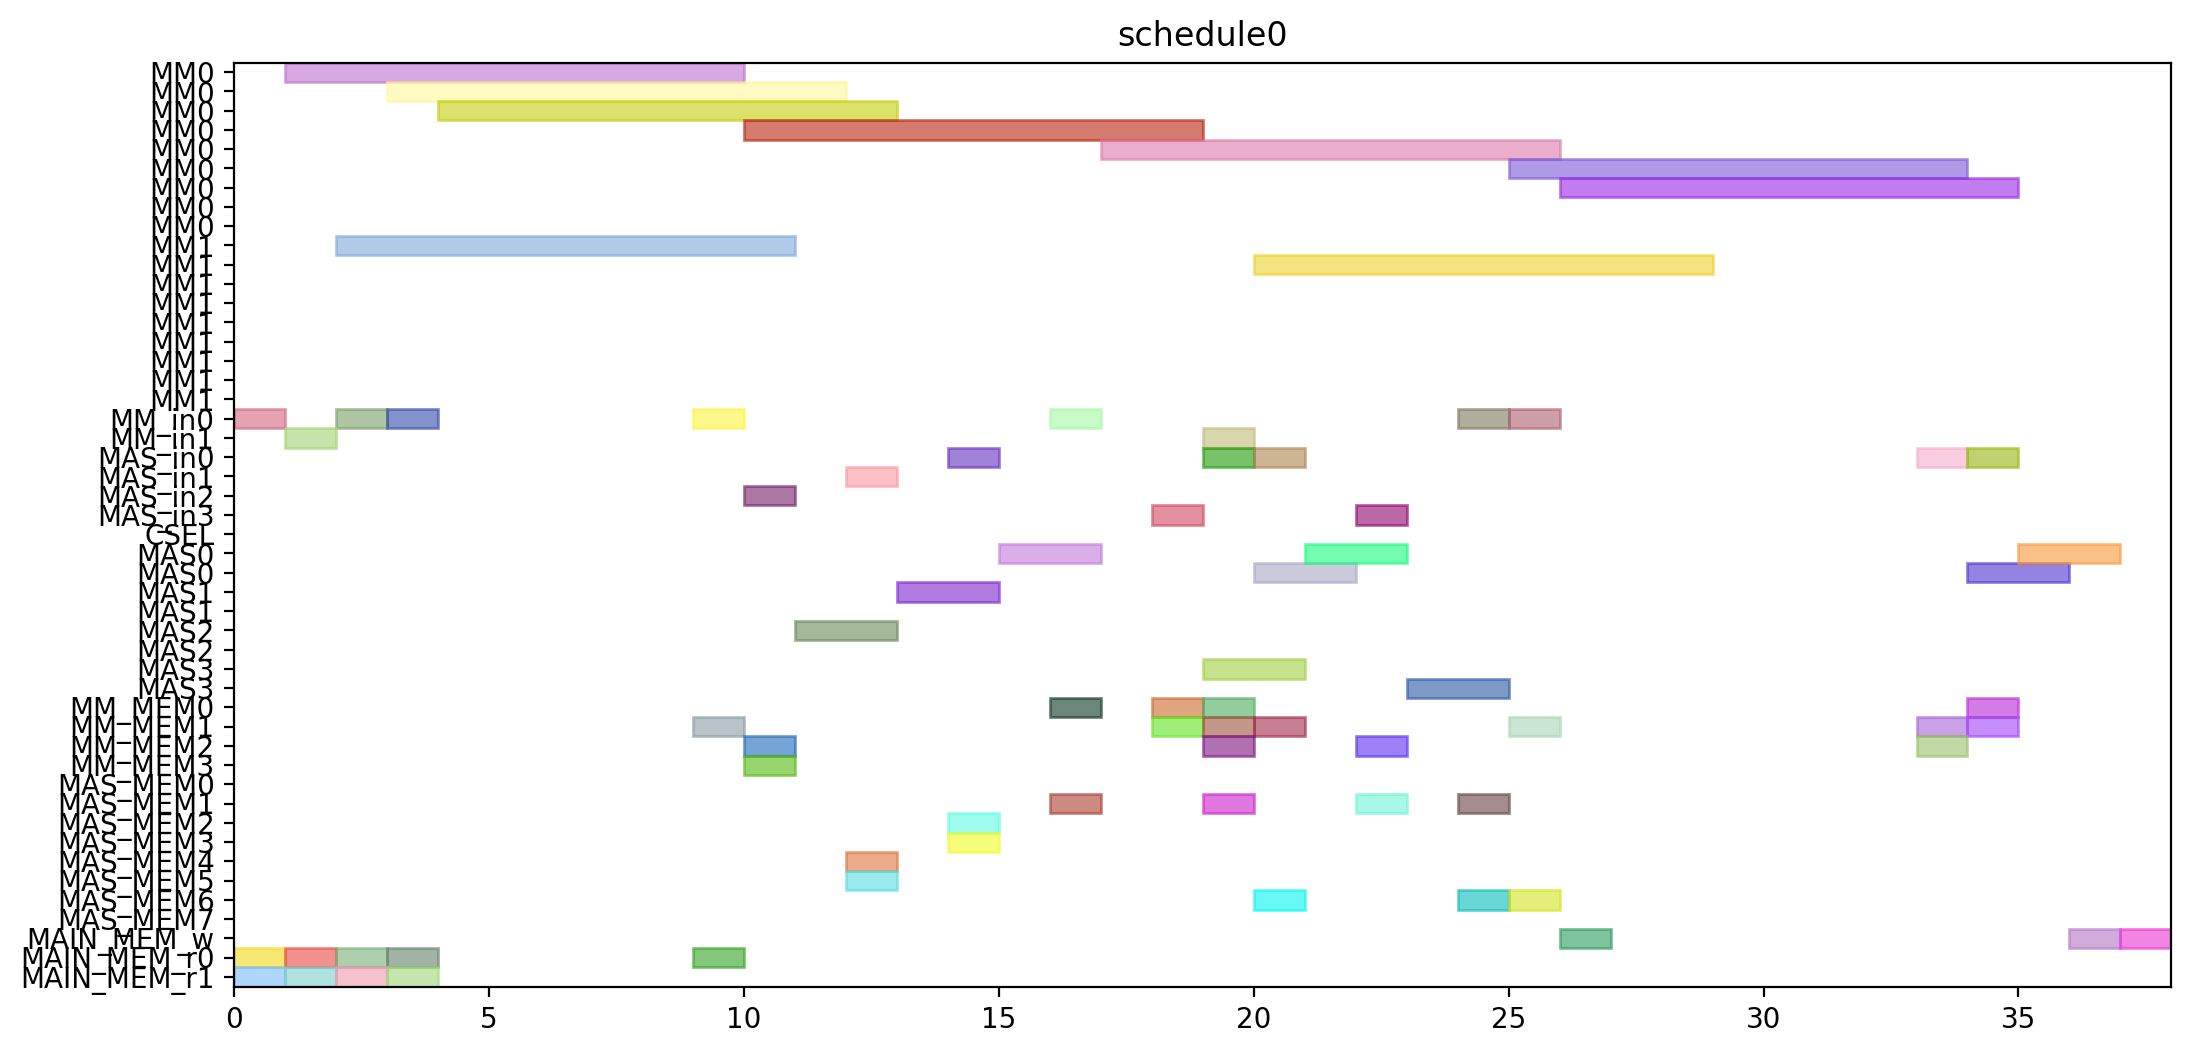 schedule0
MM0
MM0
MM0
MM0
MM0
MM0
MM0
MM0
MM0
MM1
MM1
MM1
MM1
MM1
MM1
MM1
MM1
MM1
MM_in0
MM_in1
MAS_in0
MAS_in1
MAS_in2
MAS_in3
CSEL
MAS0
MAS0
MAS1
MAS1
MAS2
MAS2
MAS3
MAS3
MM_MEM0
MM_MEM1
MM_MEM2
MM_MEM3
MAS_MEM0
MAS_MEM1
MAS_MEM2
MAS_MEM3
MAS_MEM4
MAS_MEM5
MAS_MEM6
MAS_MEM7
MAIN_MEM_w
MAIN_MEM_r0
MAIN_MEM_r1
0 5 10 15 20 25 30 35